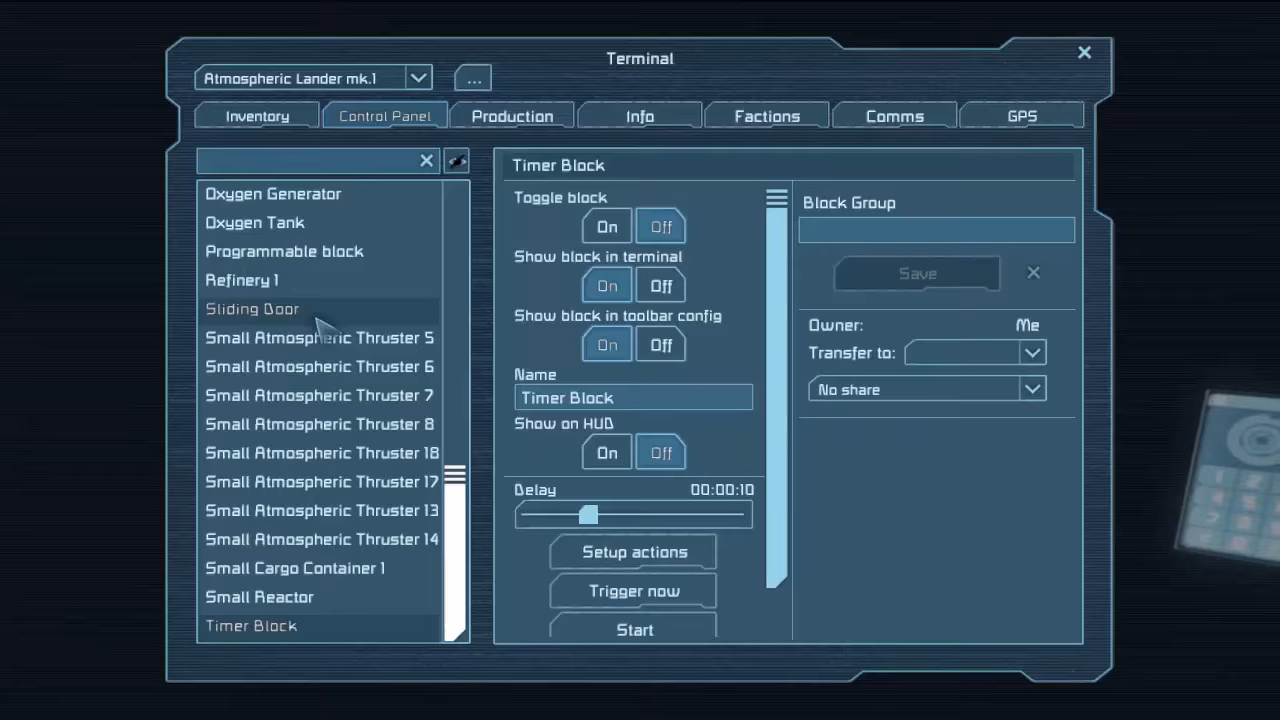 Terminal
Atmospheric Lander mk.1
...
Inventory
Control Panel
Production
Info
Factions
Comms
GPS
Oxygen Generator
Oxygen Tank
Programmable block
Refinery 1
Sliding Door
Small Atmospheric Thruster 5
Small Atmospheric Thruster 6
Small Atmospheric Thruster 7
Small Atmospheric Thruster 8
Small Atmospheric Thruster 18
Small Atmospheric Thruster 17
Small Atmospheric Thruster 13
Small Atmospheric Thruster 14
Small Cargo Container 1
Small Reactor
Timer Block
Timer Block
Toggle block
On Off
Show block in terminal
On Off
Show block in toolbar config
On Off
Name
Timer Block
Show on HUD
On Off
Delay 00:00:10
Setup actions
Trigger now
Start
Block Group
Save
Owner: Me
Transfer to:
No share